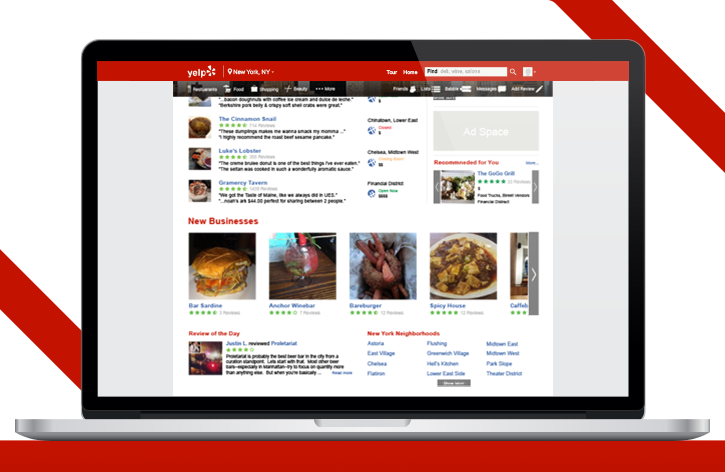 yelp
New York, NY
Tour Home
Find deli, wine, salons
Restaurants Food Shopping Beauty ••• More
Friends Lists Babble Messages Add Review
"...bacon doughnuts with coffee ice cream and dulce de leche."
"Berkshire pork belly & crispy soft shell crabs were great."
$
The Cinnamon Snail
Reviews
"These dumplings makes me wanna smack my momma ..."
"I highly recommend the roast beef sesame pancake."
Chinatown, Lower East
Closed
$
Luke's Lobster
Reviews
"The creme brulee donut is one of the best things I've ever eaten."
"The seitan was cooked in such a wonderfully aromatic sauce."
Chelsea, Midtown West
$$
Gramercy Tavern
Reviews
"We got the Taste of Maine, like we always did in UES."
"...noah's ark $44.00 perfect for sharing between 2 people."
Financial District
Open Now
$$$$
Ad Space
Recommneded for You
More...
The GoGo Grill
Reviews
$
Food Trucks, Street Vendors
Financial District
New Businesses
Bar Sardine
Reviews
Anchor Winebar
7 Reviews
Bareburger
12 Reviews
Spicy House
12 Reviews
Caffeb
Review of the Day
Justin L. reviewed Proletariat
Proletariat is probably the best beer bar in the city from a
curation standpoint. Lets start with that. Most other beer
bars--especially in Manhattan--try to focus on quantity more
than anything else. But when you're basically ... Read more
New York Neighborhoods
Astoria
East Village
Chelsea
Flatiron
Flushing
Greenwich Village
Hell's Kitchen
Lower East Side
Midtown East
Midtown West
Park Slope
Theater District
Show More